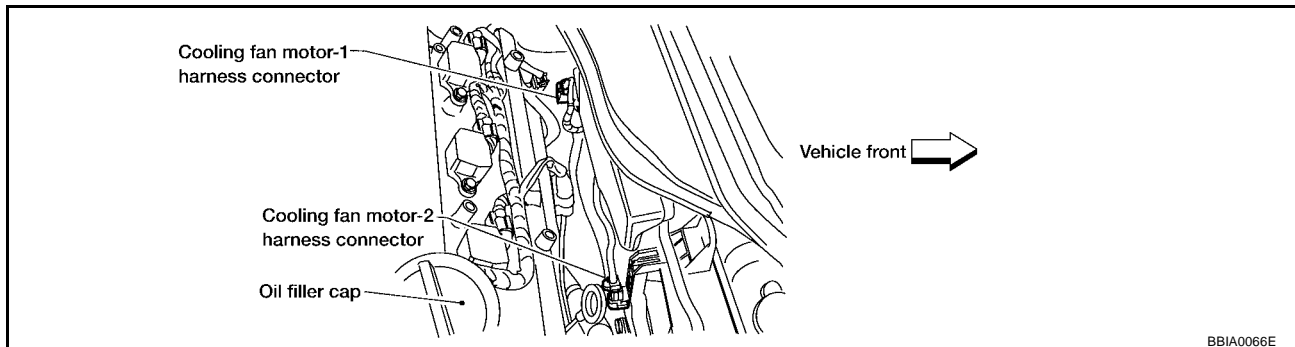 Cooling fan motor-1
harness connector
Vehicle front
Cooling fan motor-2
harness connector
Oil filler cap
BBIA0066E